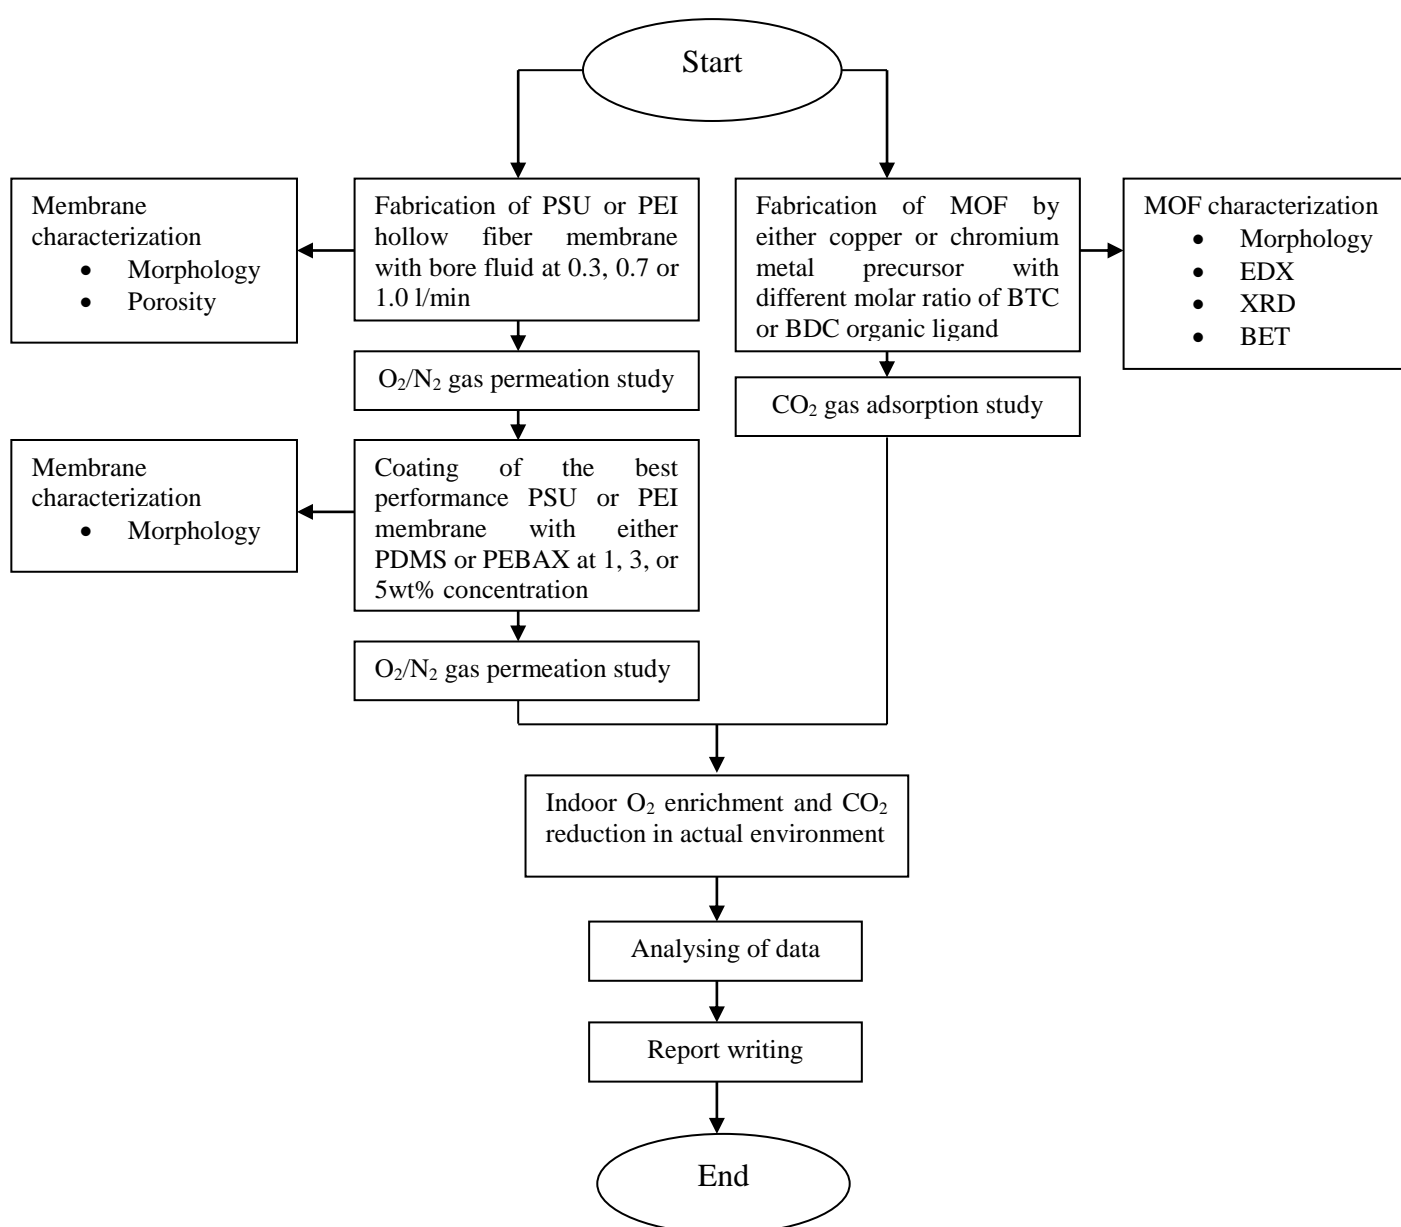 Start
Membrane
characterization
• Morphology
• Porosity
Fabrication of PSU or PEI
hollow fiber membrane
with bore fluid at 0.3, 0.7 or
1.0 l/min
Fabrication of MOF by
either copper or chromium
metal precursor with
different molar ratio of BTC
or BDC organic ligand
MOF characterization
• Morphology
• EDX
• XRD
• BET
O₂/N₂ gas permeation study
CO₂ gas adsorption study
Membrane
characterization
• Morphology
Coating of the best
performance PSU or PEI
membrane with either
PDMS or PEBAX at 1, 3, or
5wt% concentration
O₂/N₂ gas permeation study
Indoor O₂ enrichment and CO₂
reduction in actual environment
Analysing of data
Report writing
End